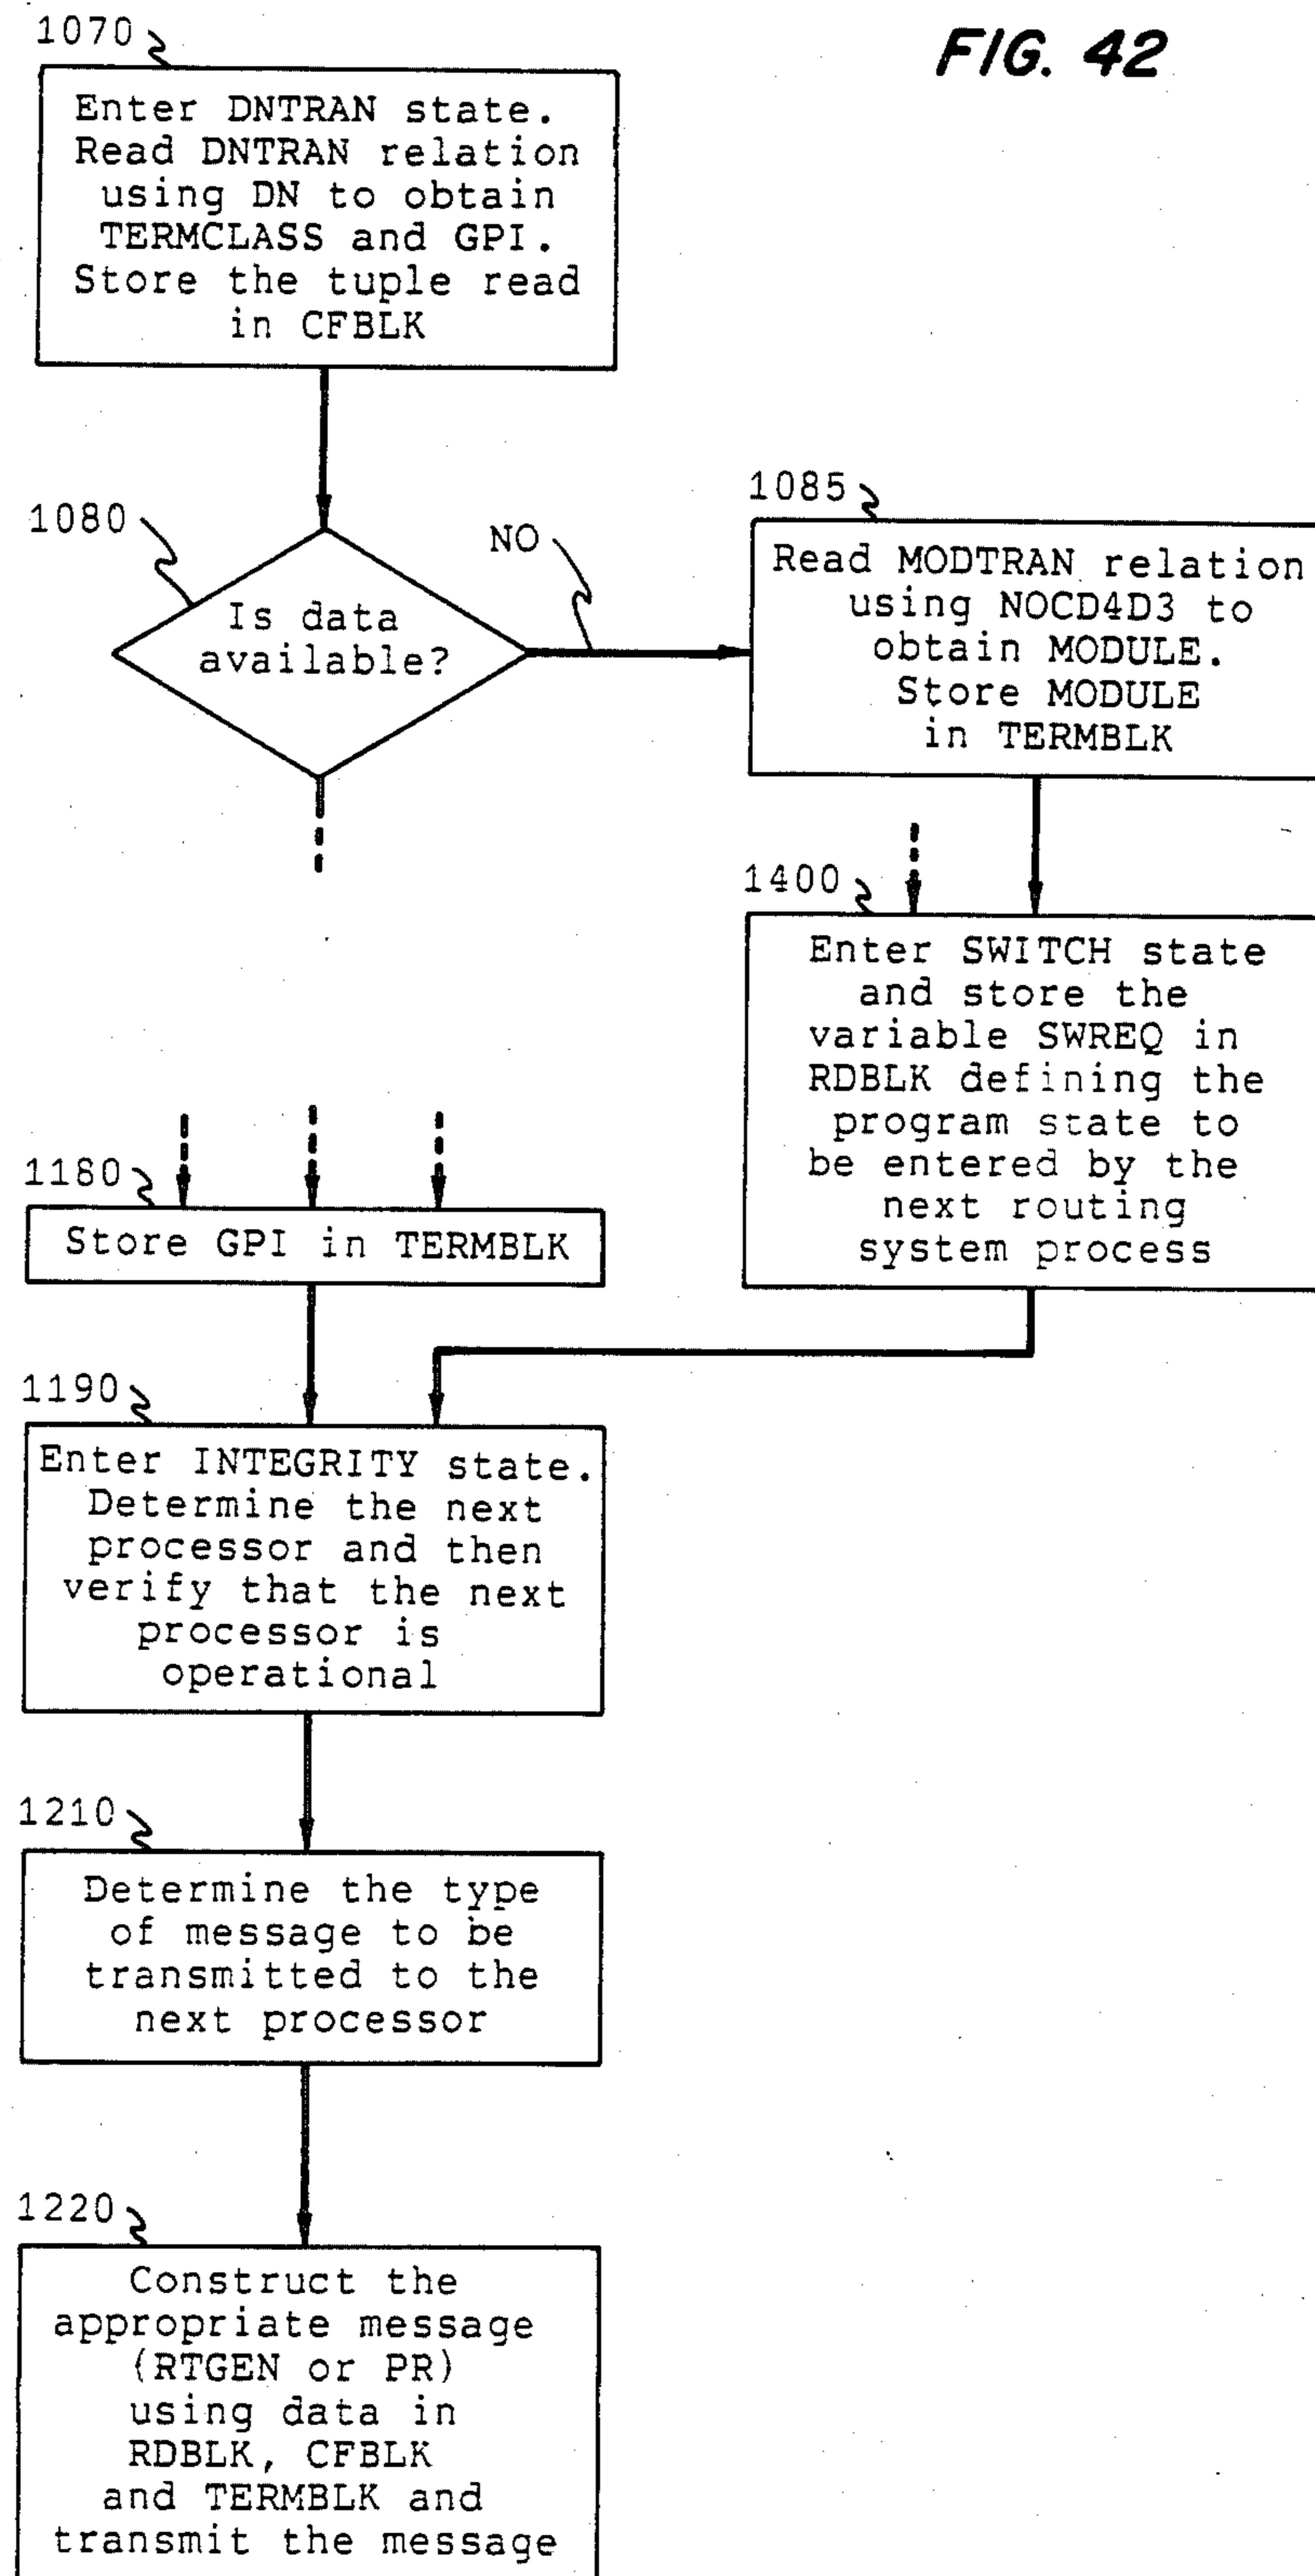 FIG. 42
1070
Enter DNTRAN state.
Read DNTRAN relation
using DN to obtain
TERMCLASS and GPI.
Store the tuple read
in CFBLK
1080
Is data
available?
NO
1085
Read MODTRAN relation
using NOCD4D3 to
obtain MODULE.
Store MODULE
in TERMBLK
1400
Enter SWITCH state
and store the
variable SWREQ in
RDBLK defining the
program state to
be entered by the
next routing
system process
1180
Store GPI in TERMBLK
1190
Enter INTEGRITY state.
Determine the next
processor and then
verify that the next
processor is
operational
1210
Determine the type
of message to be
transmitted to the
next processor
1220
Construct the
appropriate message
(RTGEN or PR)
using data in
RDBLK, CFBLK
and TERMBLK and
transmit the message